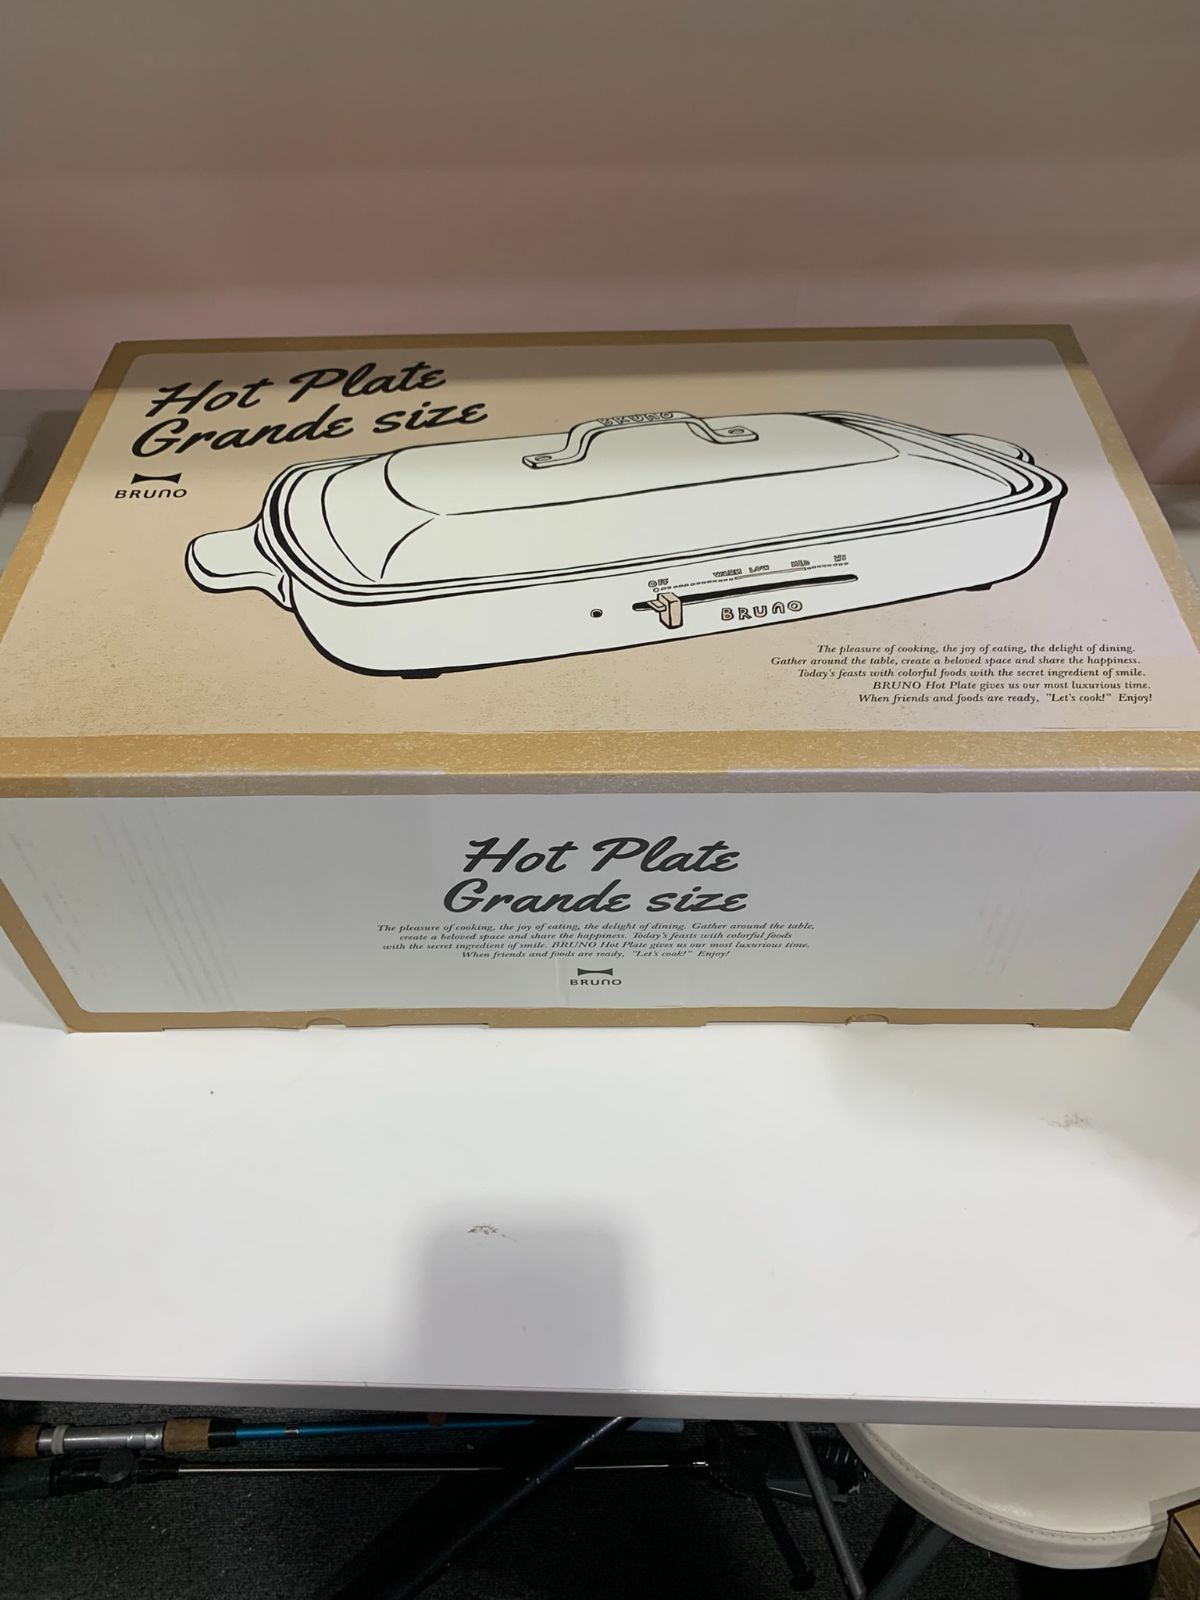 Hot Plate
Grande size
BRUNO
BRUNO
OFF WARM LOW MED HI
BRUNO
The pleasure of cooking, the joy of eating, the delight of dining.
Gather around the table, create a beloved space and share the happiness.
Today's feasts with colorful foods with the secret ingredient of smile.
BRUNO Hot Plate gives us our most luxurious time.
When friends and foods are ready, "Let's cook!" Enjoy!
Hot Plate
Grande size
The pleasure of cooking, the joy of eating, the delight of dining. Gather around the table,
create a beloved space and share the happiness. Today's feasts with colorful foods
with the secret ingredient of smile. BRUNO Hot Plate gives us our most luxurious time.
When friends and foods are ready, "Let's cook!" Enjoy!
BRUNO